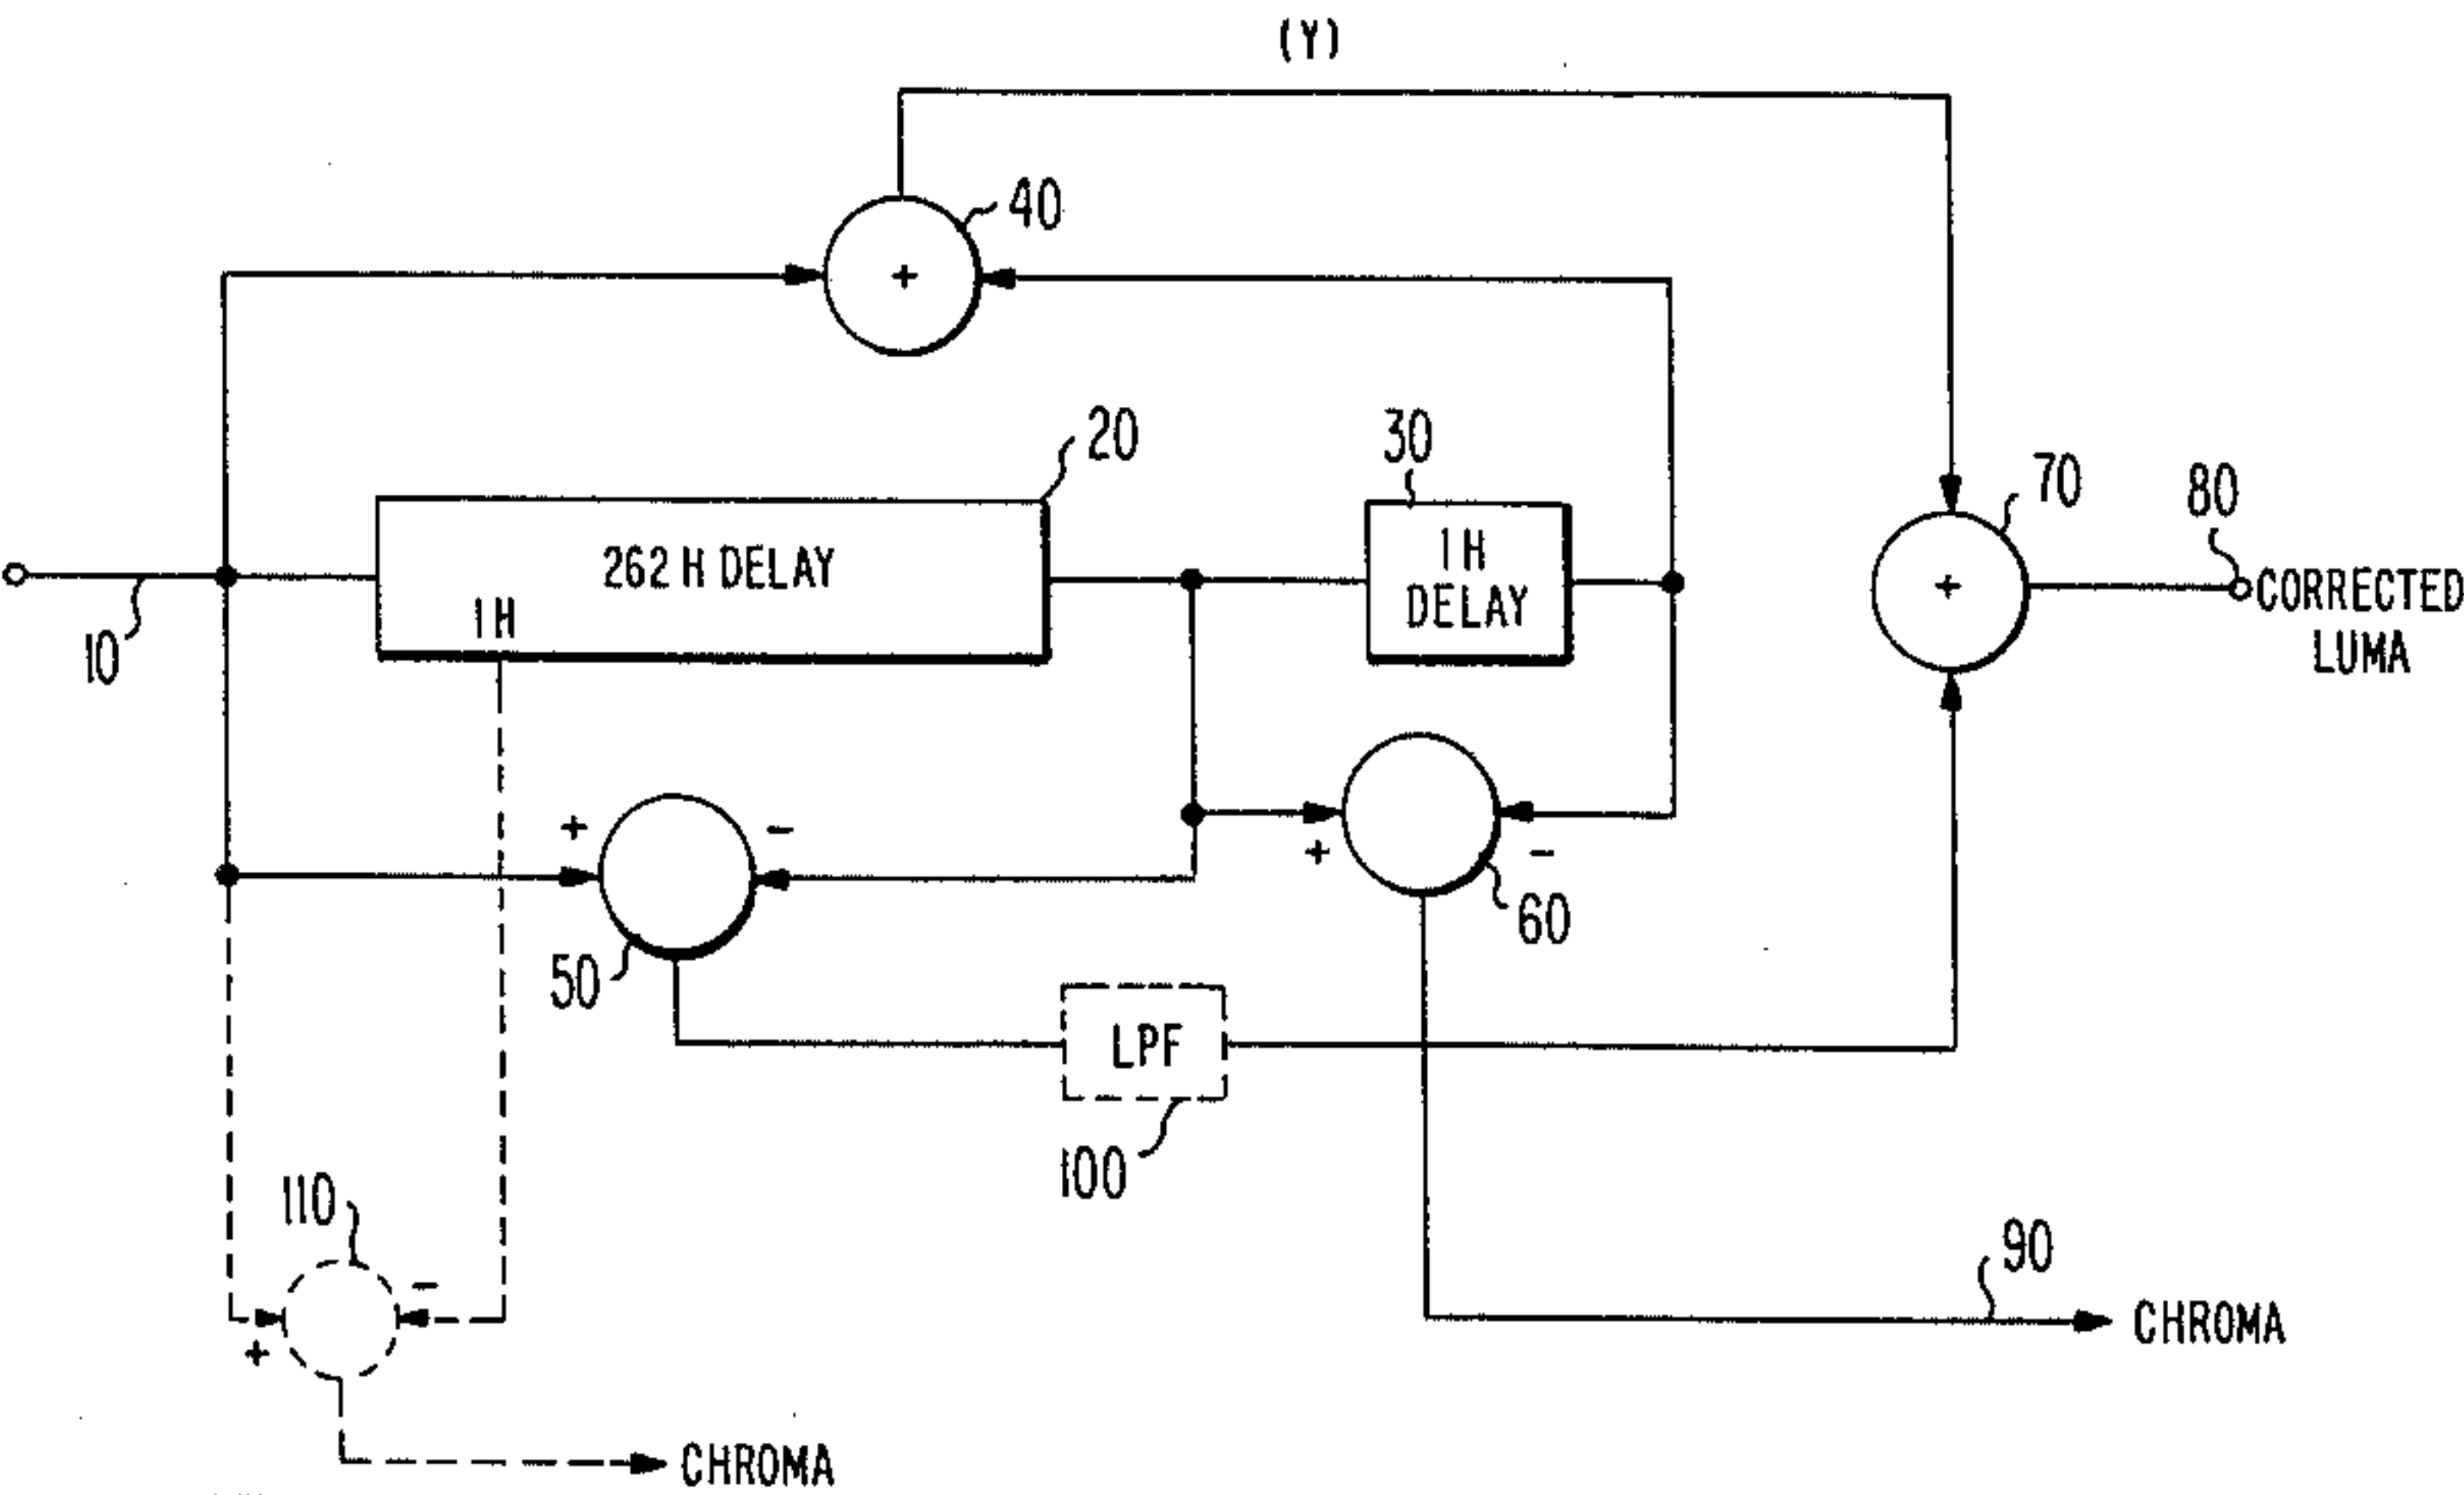 (Y)
40
+
20
30
70
80
262 H DELAY
1 H
DELAY
+
CORRECTED
LUMA
1H
10
+
-
+
-
60
50
LPF
100
110
-
+
90
CHROMA
CHROMA